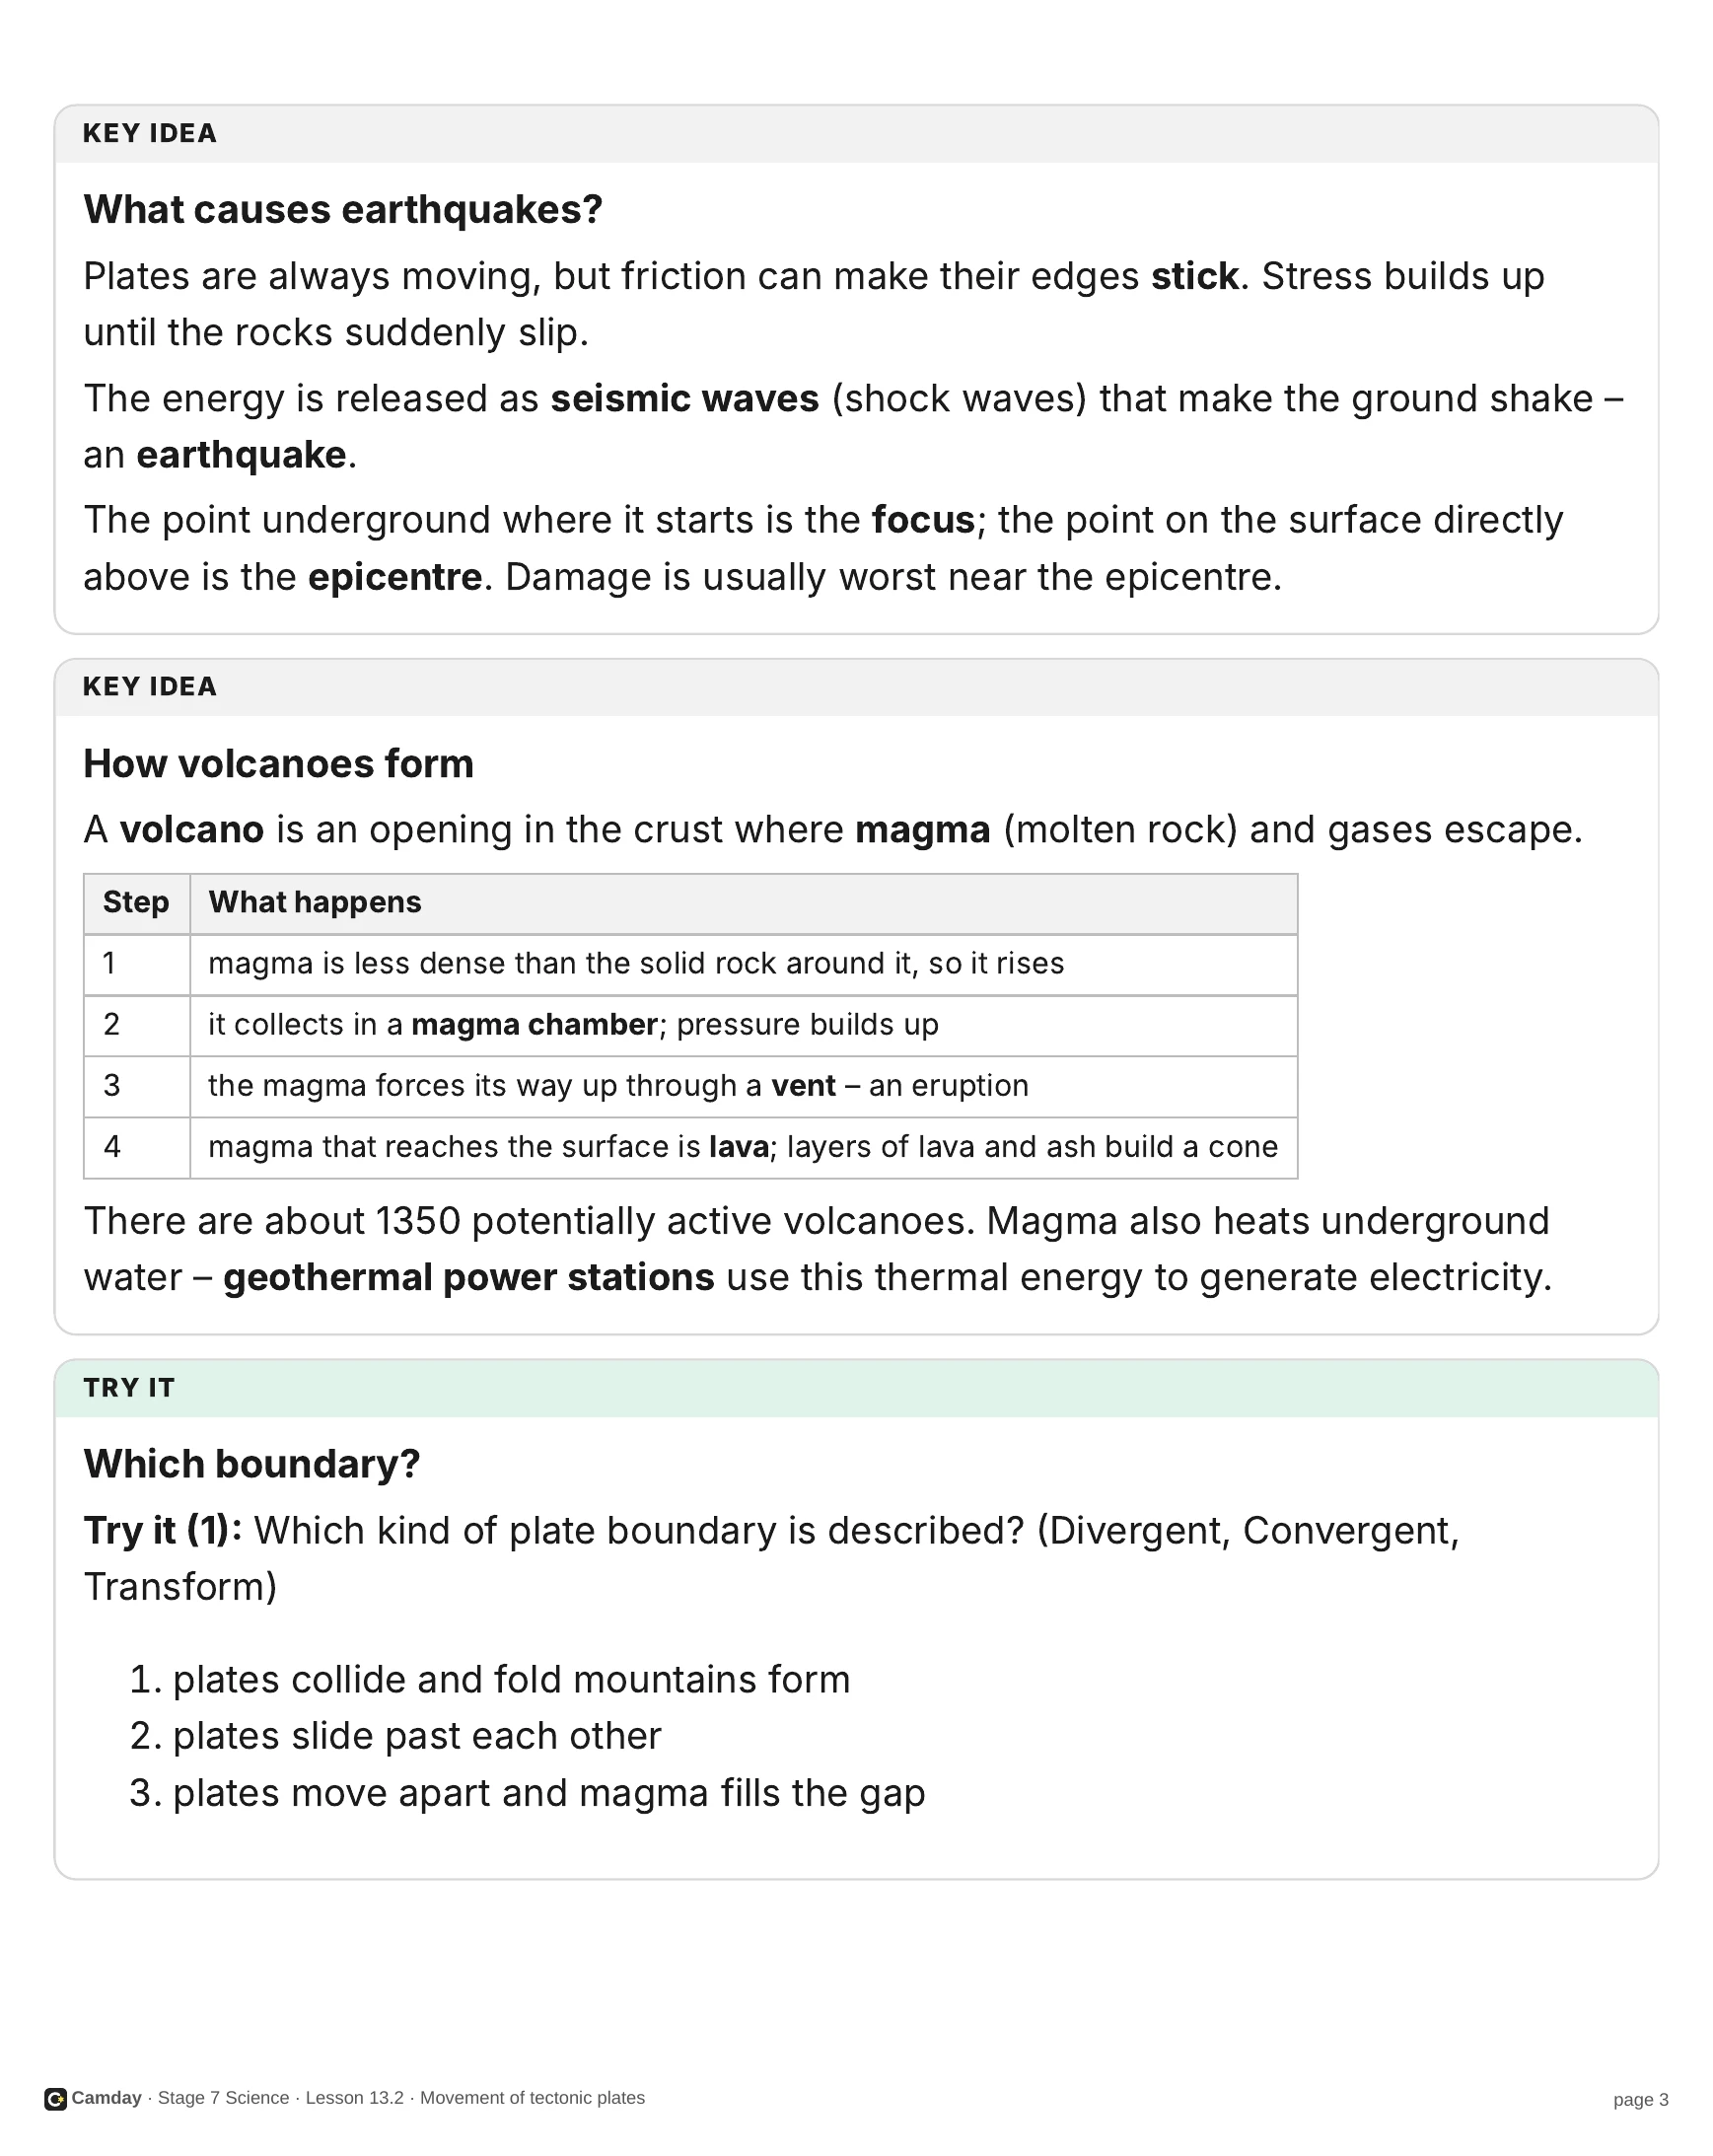 KEY IDEA
What causes earthquakes?
Plates are always moving, but friction can make their edges stick. Stress builds up
until the rocks suddenly slip.
The energy is released as seismic waves (shock waves) that make the ground shake –
an earthquake.
The point underground where it starts is the focus; the point on the surface directly
above is the epicentre. Damage is usually worst near the epicentre.
KEY IDEA
How volcanoes form
A volcano is an opening in the crust where magma (molten rock) and gases escape.
Step What happens
1 magma is less dense than the solid rock around it, so it rises
2 it collects in a magma chamber; pressure builds up
3 the magma forces its way up through a vent – an eruption
4 magma that reaches the surface is lava; layers of lava and ash build a cone
There are about 1350 potentially active volcanoes. Magma also heats underground
water – geothermal power stations use this thermal energy to generate electricity.
TRY IT
Which boundary?
Try it (1): Which kind of plate boundary is described? (Divergent, Convergent,
Transform)
1. plates collide and fold mountains form
2. plates slide past each other
3. plates move apart and magma fills the gap
Camday · Stage 7 Science · Lesson 13.2 · Movement of tectonic plates page 3